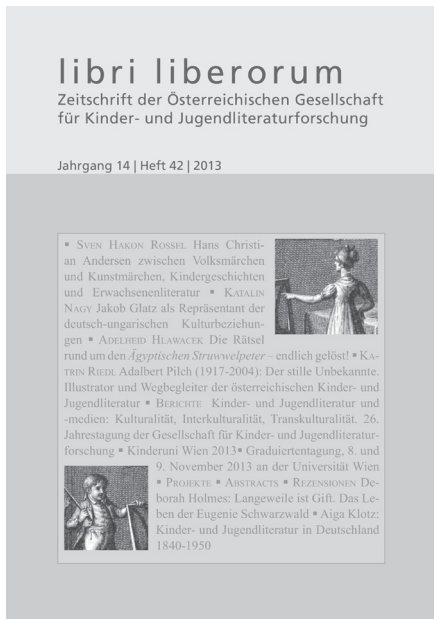 libri liberorum
Zeitschrift der Österreichischen Gesellschaft
für Kinder- und Jugendliteraturforschung
Jahrgang 14 | Heft 42 | 2013
▪ SVEN HAKON ROSSEL Hans Christi-
an Andersen zwischen Volksmärchen
und Kunstmärchen, Kindergeschichten
und Erwachsenenliteratur ▪ KATALIN
NAGY Jakob Glatz als Repräsentant der
deutsch-ungarischen Kulturbeziehun-
gen ▪ ADELHEID HLAWACEK Die Rätsel
rund um den Ägyptischen Struwwelpeter – endlich gelöst! ▪ KA-
TRIN RIEDL Adalbert Pilch (1917-2004): Der stille Unbekannte.
Illustrator und Wegbegleiter der österreichischen Kinder- und
Jugendliteratur ▪ BERICHTE Kinder- und Jugendliteratur und
-medien: Kulturalität, Interkulturalität, Transkulturalität. 26.
Jahrestagung der Gesellschaft für Kinder- und Jugendliteratur-
forschung ▪ Kinderuni Wien 2013▪ Graduiertentagung, 8. und
9. November 2013 an der Universität Wien
▪ PROJEKTE ▪ ABSTRACTS ▪ REZENSIONEN De-
borah Holmes: Langeweile ist Gift. Das Le-
ben der Eugenie Schwarzwald ▪ Aiga Klotz:
Kinder- und Jugendliteratur in Deutschland
1840-1950